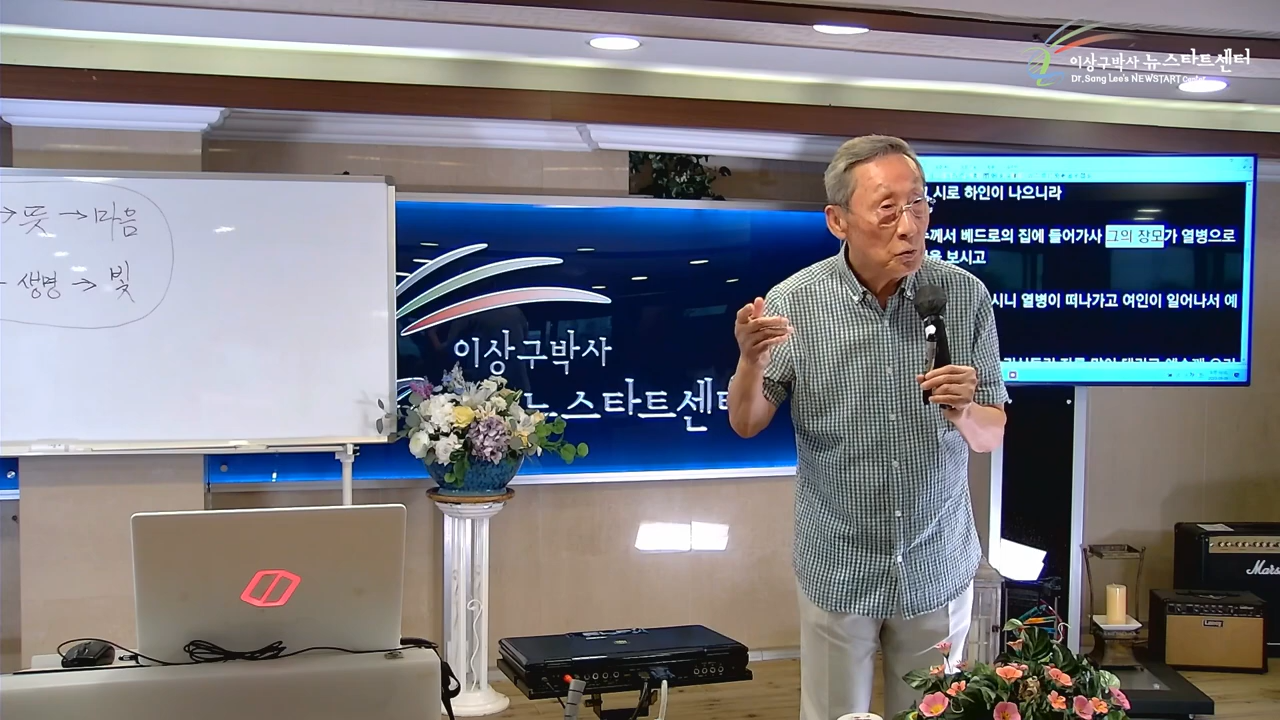 이상구박사 뉴스타트센터
Dr. Sang Lee's NEWSTART Center
→ 뜻 → 마음
생명 → 빛
이상구박사
뉴스타트센
시로 하인이 나으니라
께서 베드로의 집에 들어가사 그의 장모가 열병으로
보시고
시니 열병이 떠나가고 여인이 일어나서 예
Mars
Laney